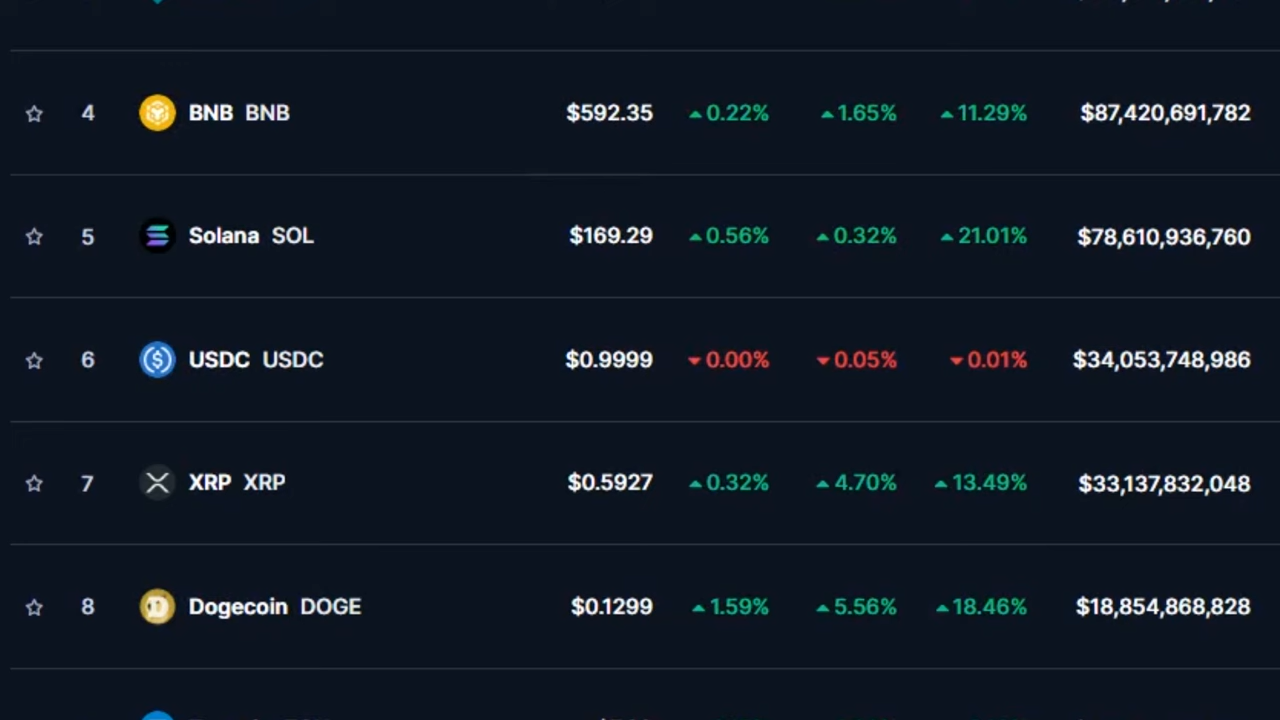 4 BNB BNB $592.35 ▲0.22% ▲1.65% ▲11.29% $87,420,691,782
5 Solana SOL $169.29 ▲0.56% ▲0.32% ▲21.01% $78,610,936,760
6 USDC USDC $0.9999 ▼0.00% ▼0.05% ▼0.01% $34,053,748,986
7 XRP XRP $0.5927 ▲0.32% ▲4.70% ▲13.49% $33,137,832,048
8 Dogecoin DOGE $0.1299 ▲1.59% ▲5.56% ▲18.46% $18,854,868,828